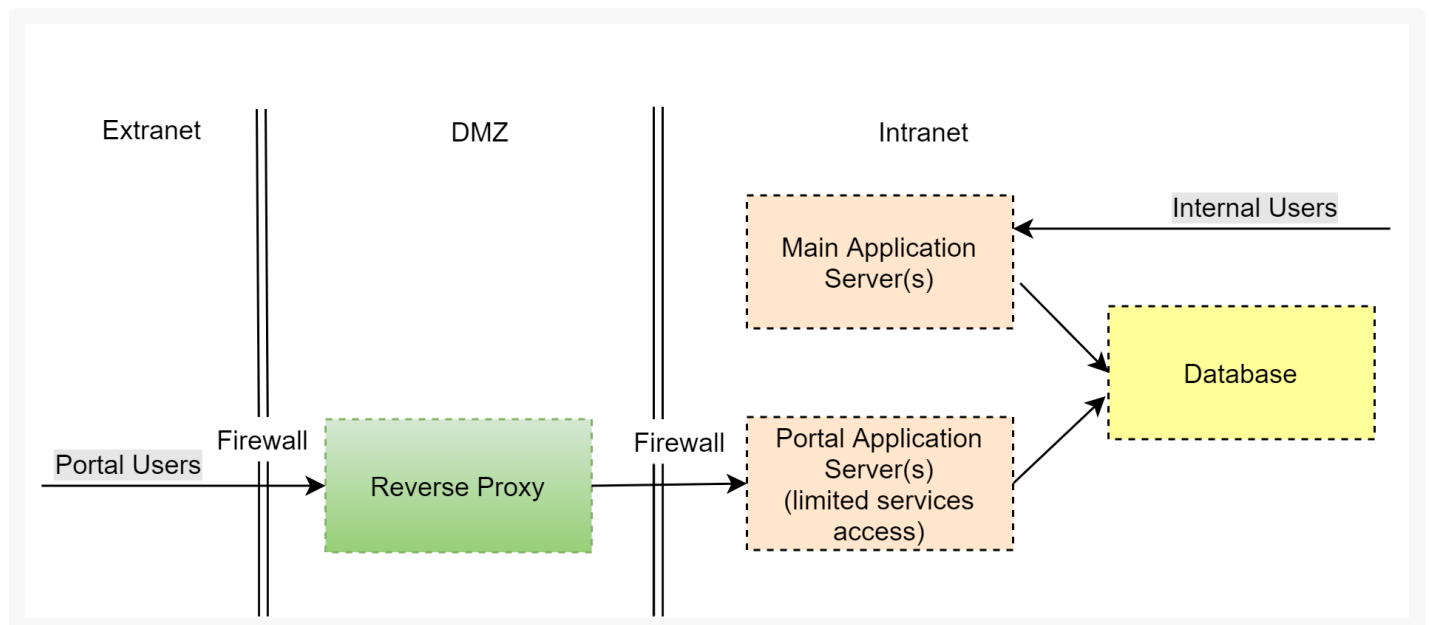 Extranet
DMZ
Intranet
Internal Users
Main Application
Server(s)
Database
Firewall
Firewall
Portal Users
Reverse Proxy
Portal Application
Server(s)
(limited services
access)